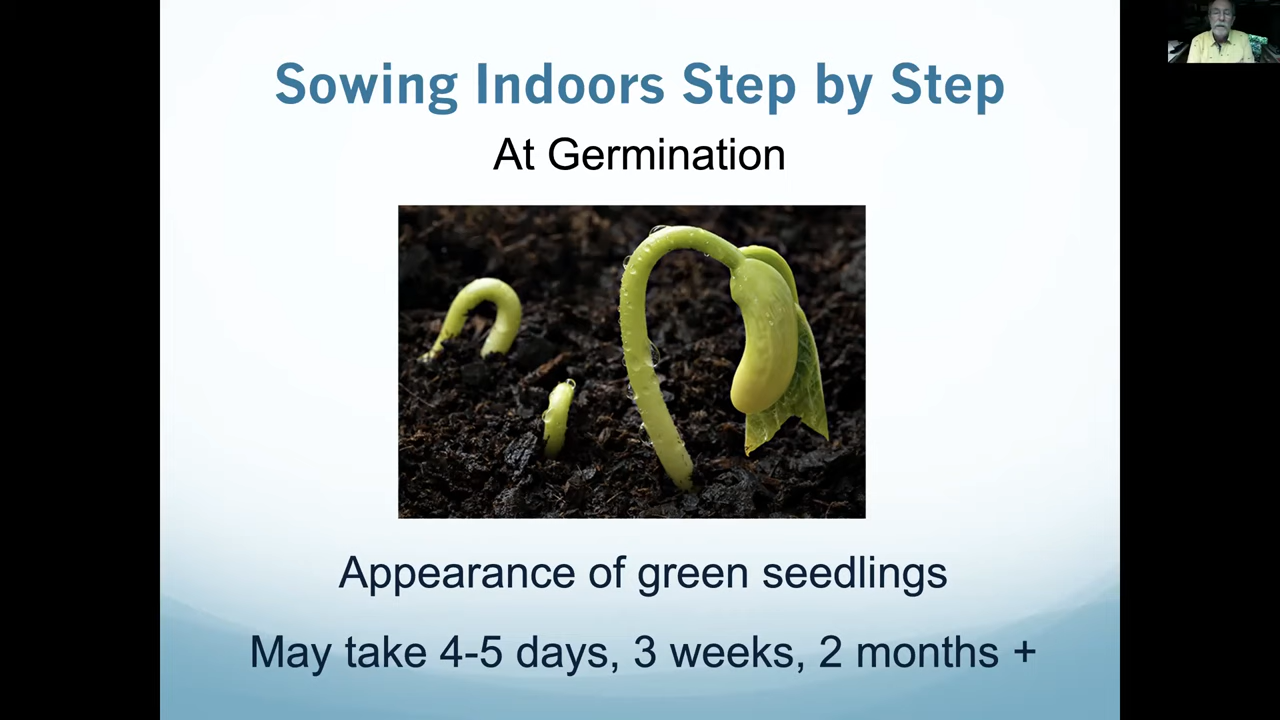 Sowing Indoors Step by Step
At Germination
Appearance of green seedlings
May take 4-5 days, 3 weeks, 2 months +